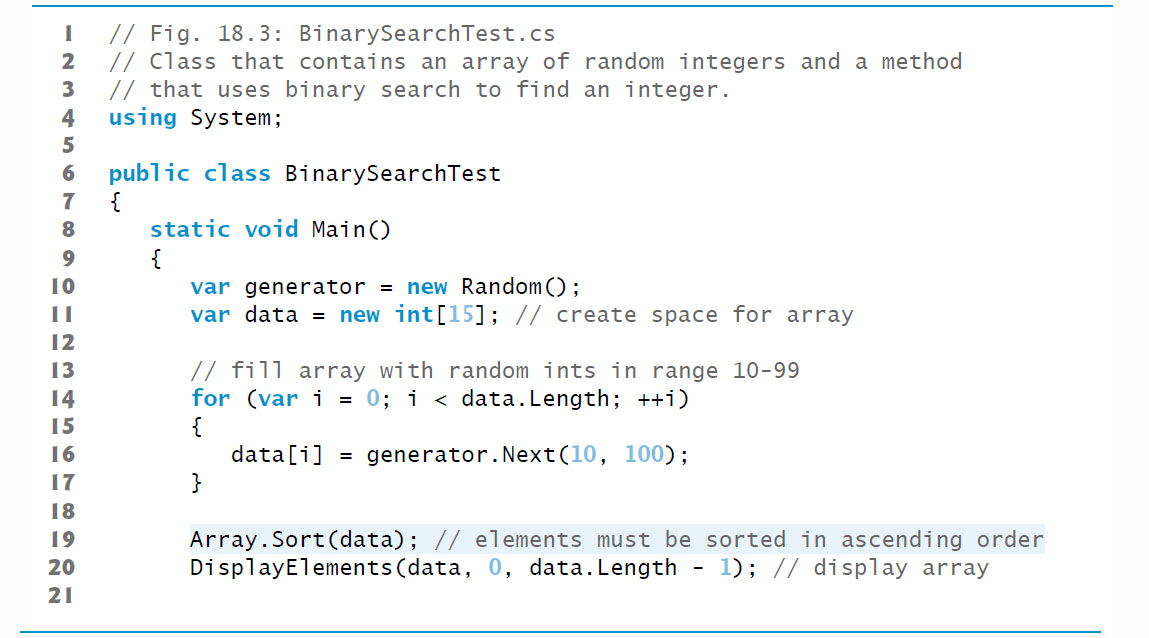 1 // Fig. 18.3: BinarySearchTest.cs
2 // Class that contains an array of random integers and a method
3 // that uses binary search to find an integer.
4 using System;
5
6 public class BinarySearchTest
7 {
8    static void Main()
9    {
10       var generator = new Random();
11       var data = new int[15]; // create space for array
12
13       // fill array with random ints in range 10-99
14       for (var i = 0; i < data.Length; ++i)
15       {
16          data[i] = generator.Next(10, 100);
17       }
18
19       Array.Sort(data); // elements must be sorted in ascending order
20       DisplayElements(data, 0, data.Length - 1); // display array
21